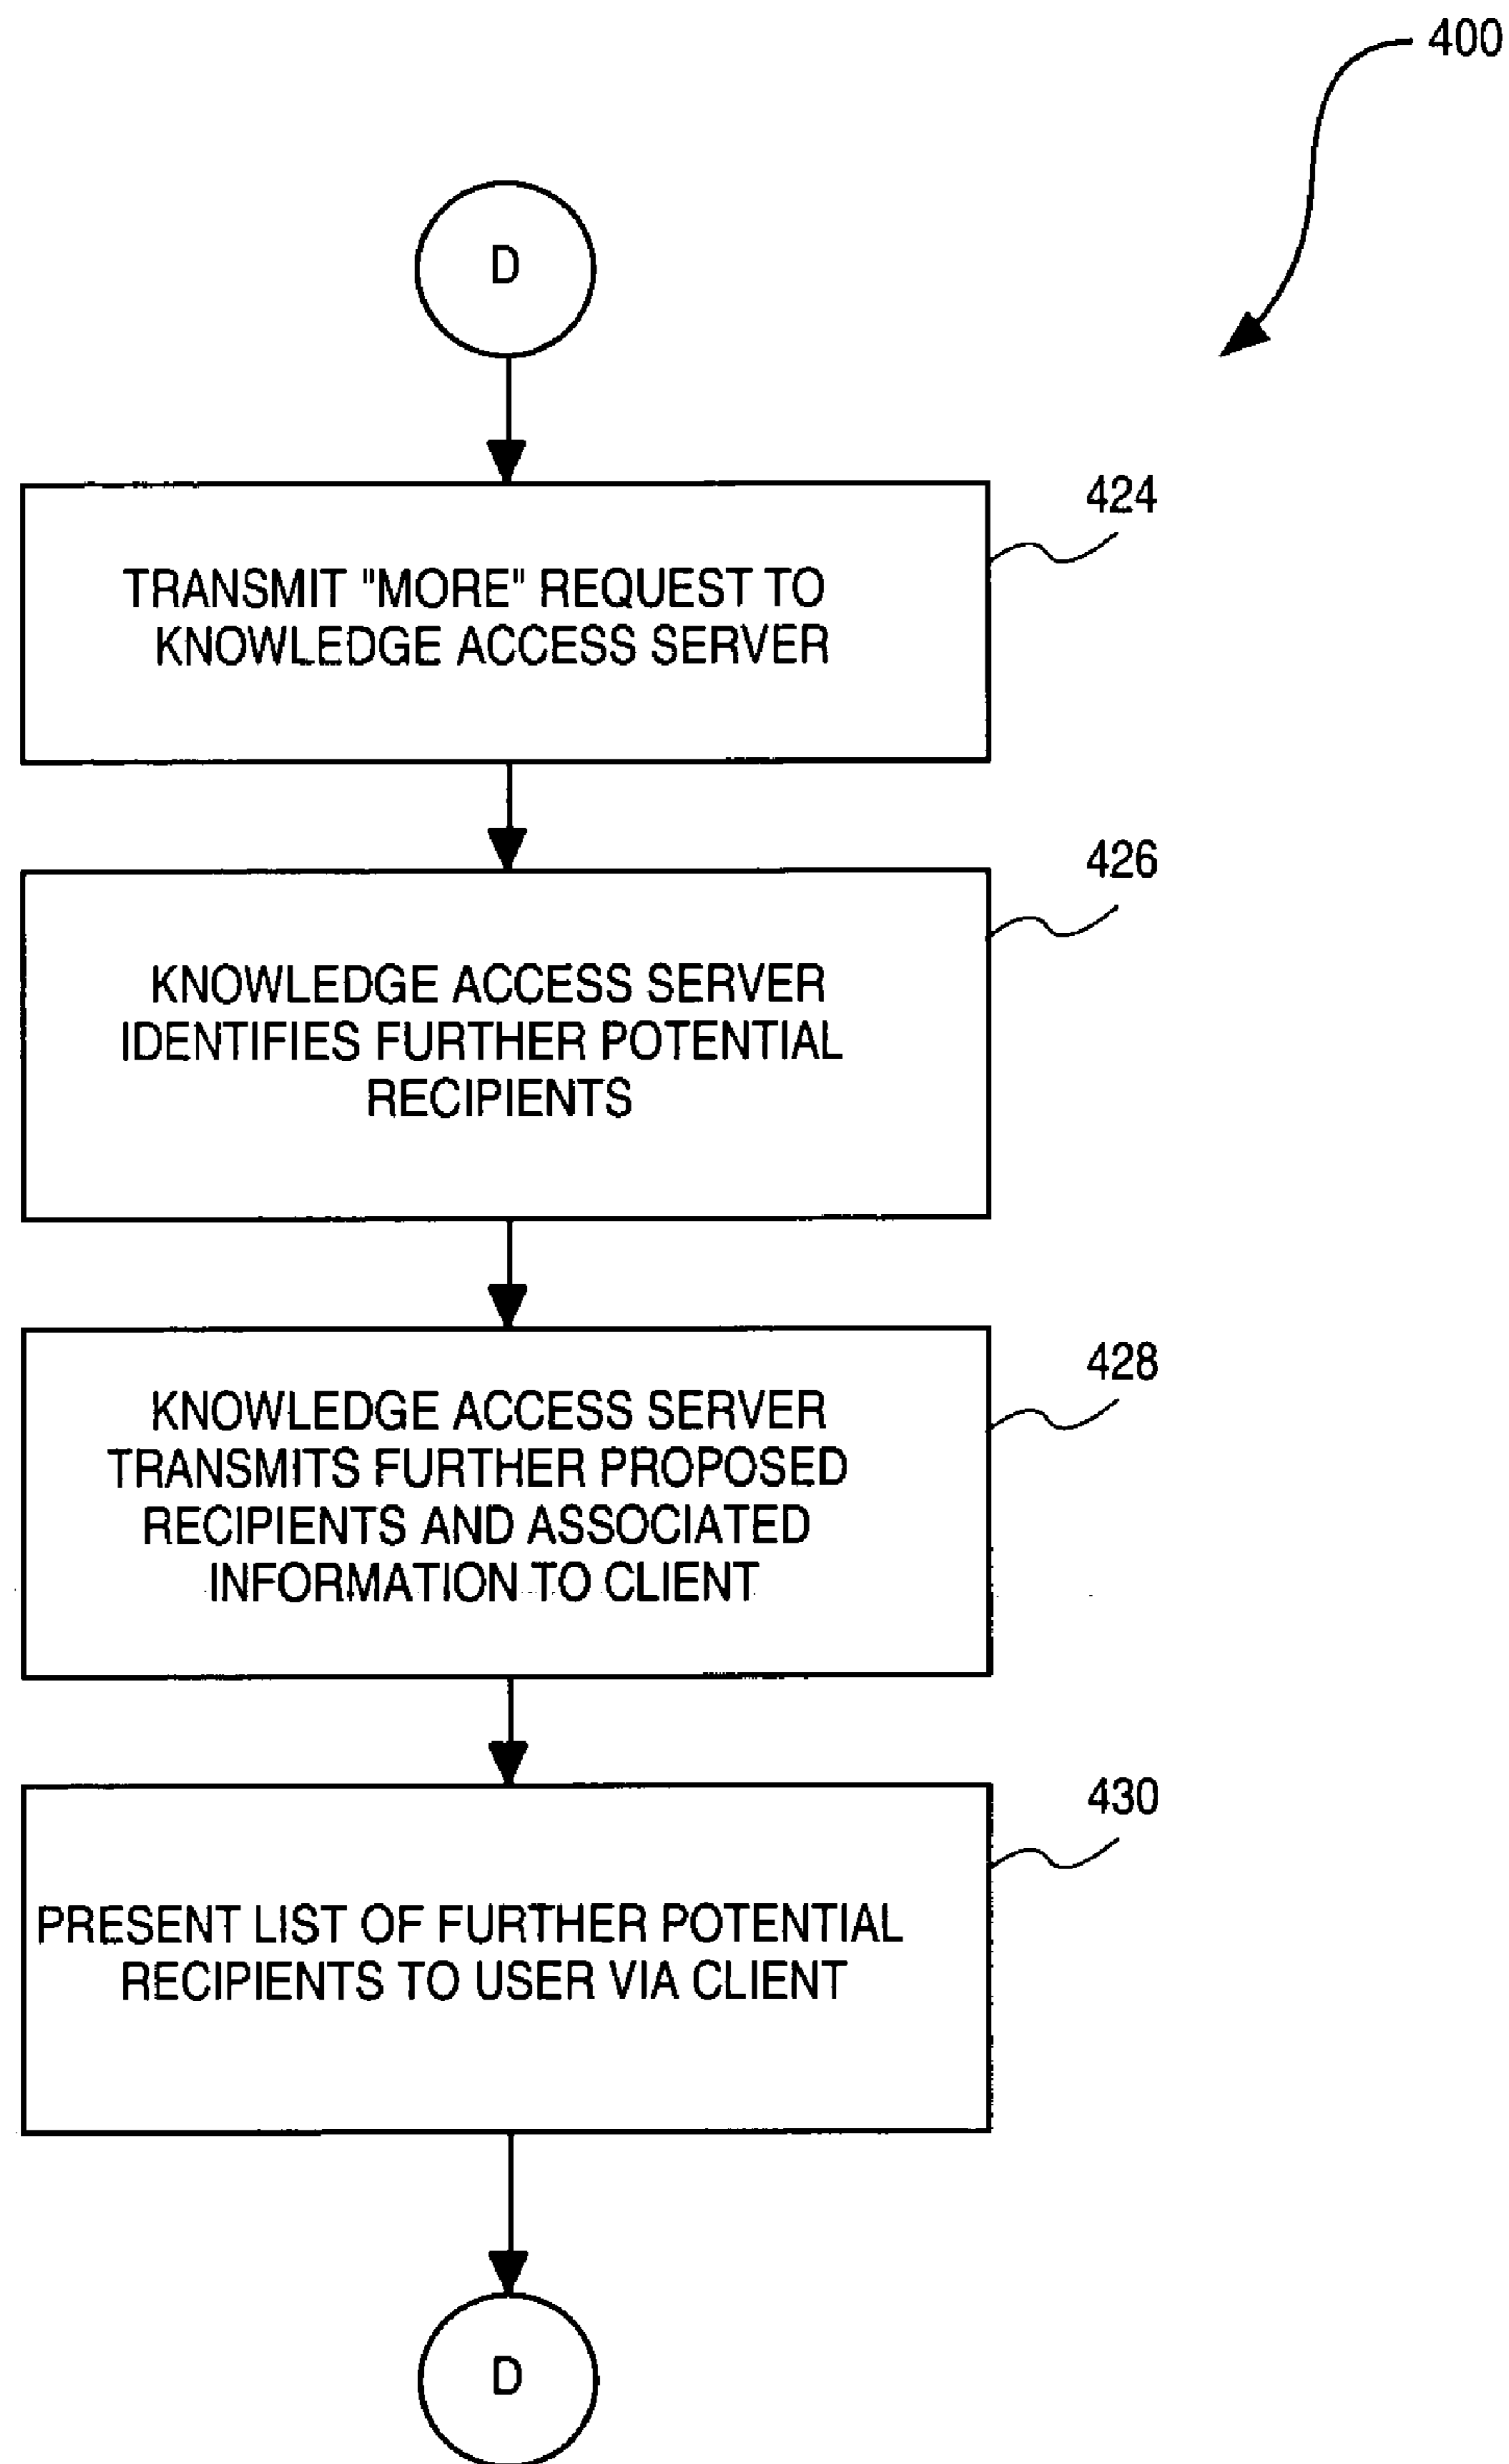 400
D
424
TRANSMIT "MORE" REQUEST TO
KNOWLEDGE ACCESS SERVER
426
KNOWLEDGE ACCESS SERVER
IDENTIFIES FURTHER POTENTIAL
RECIPIENTS
428
KNOWLEDGE ACCESS SERVER
TRANSMITS FURTHER PROPOSED
RECIPIENTS AND ASSOCIATED
INFORMATION TO CLIENT
430
PRESENT LIST OF FURTHER POTENTIAL
RECIPIENTS TO USER VIA CLIENT
D